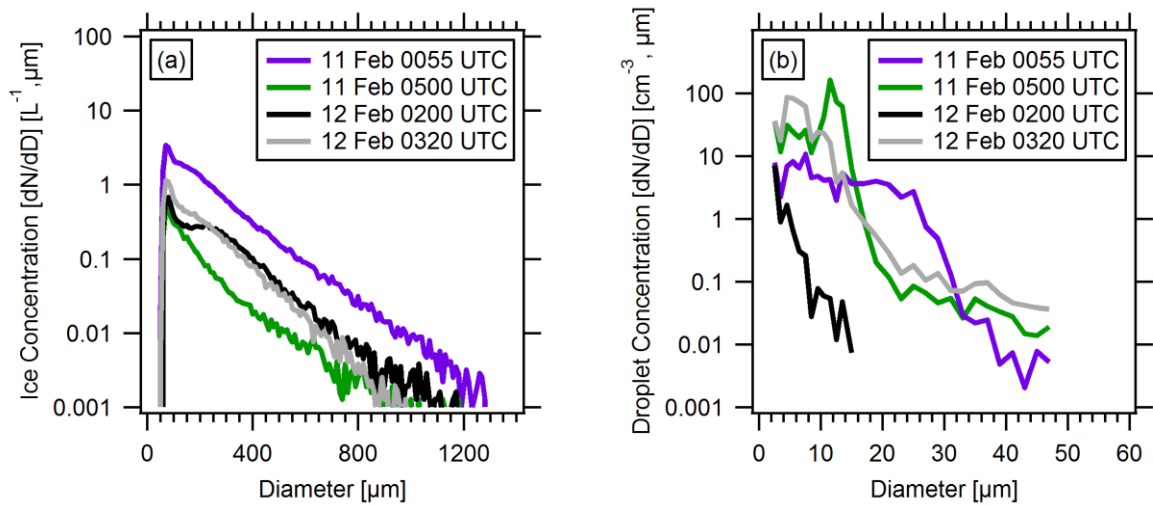 (a)
11 Feb 0055 UTC
11 Feb 0500 UTC
12 Feb 0200 UTC
12 Feb 0320 UTC
Ice Concentration [dN/dD] [L⁻¹,µm]
100
10
1
0.1
0.01
0.001
0 400 800 1200
Diameter [µm]
(b)
11 Feb 0055 UTC
11 Feb 0500 UTC
12 Feb 0200 UTC
12 Feb 0320 UTC
Droplet Concentration [dN/dD] [cm⁻³, µm]
100
10
1
0.1
0.01
0.001
0 10 20 30 40 50 60
Diameter [µm]